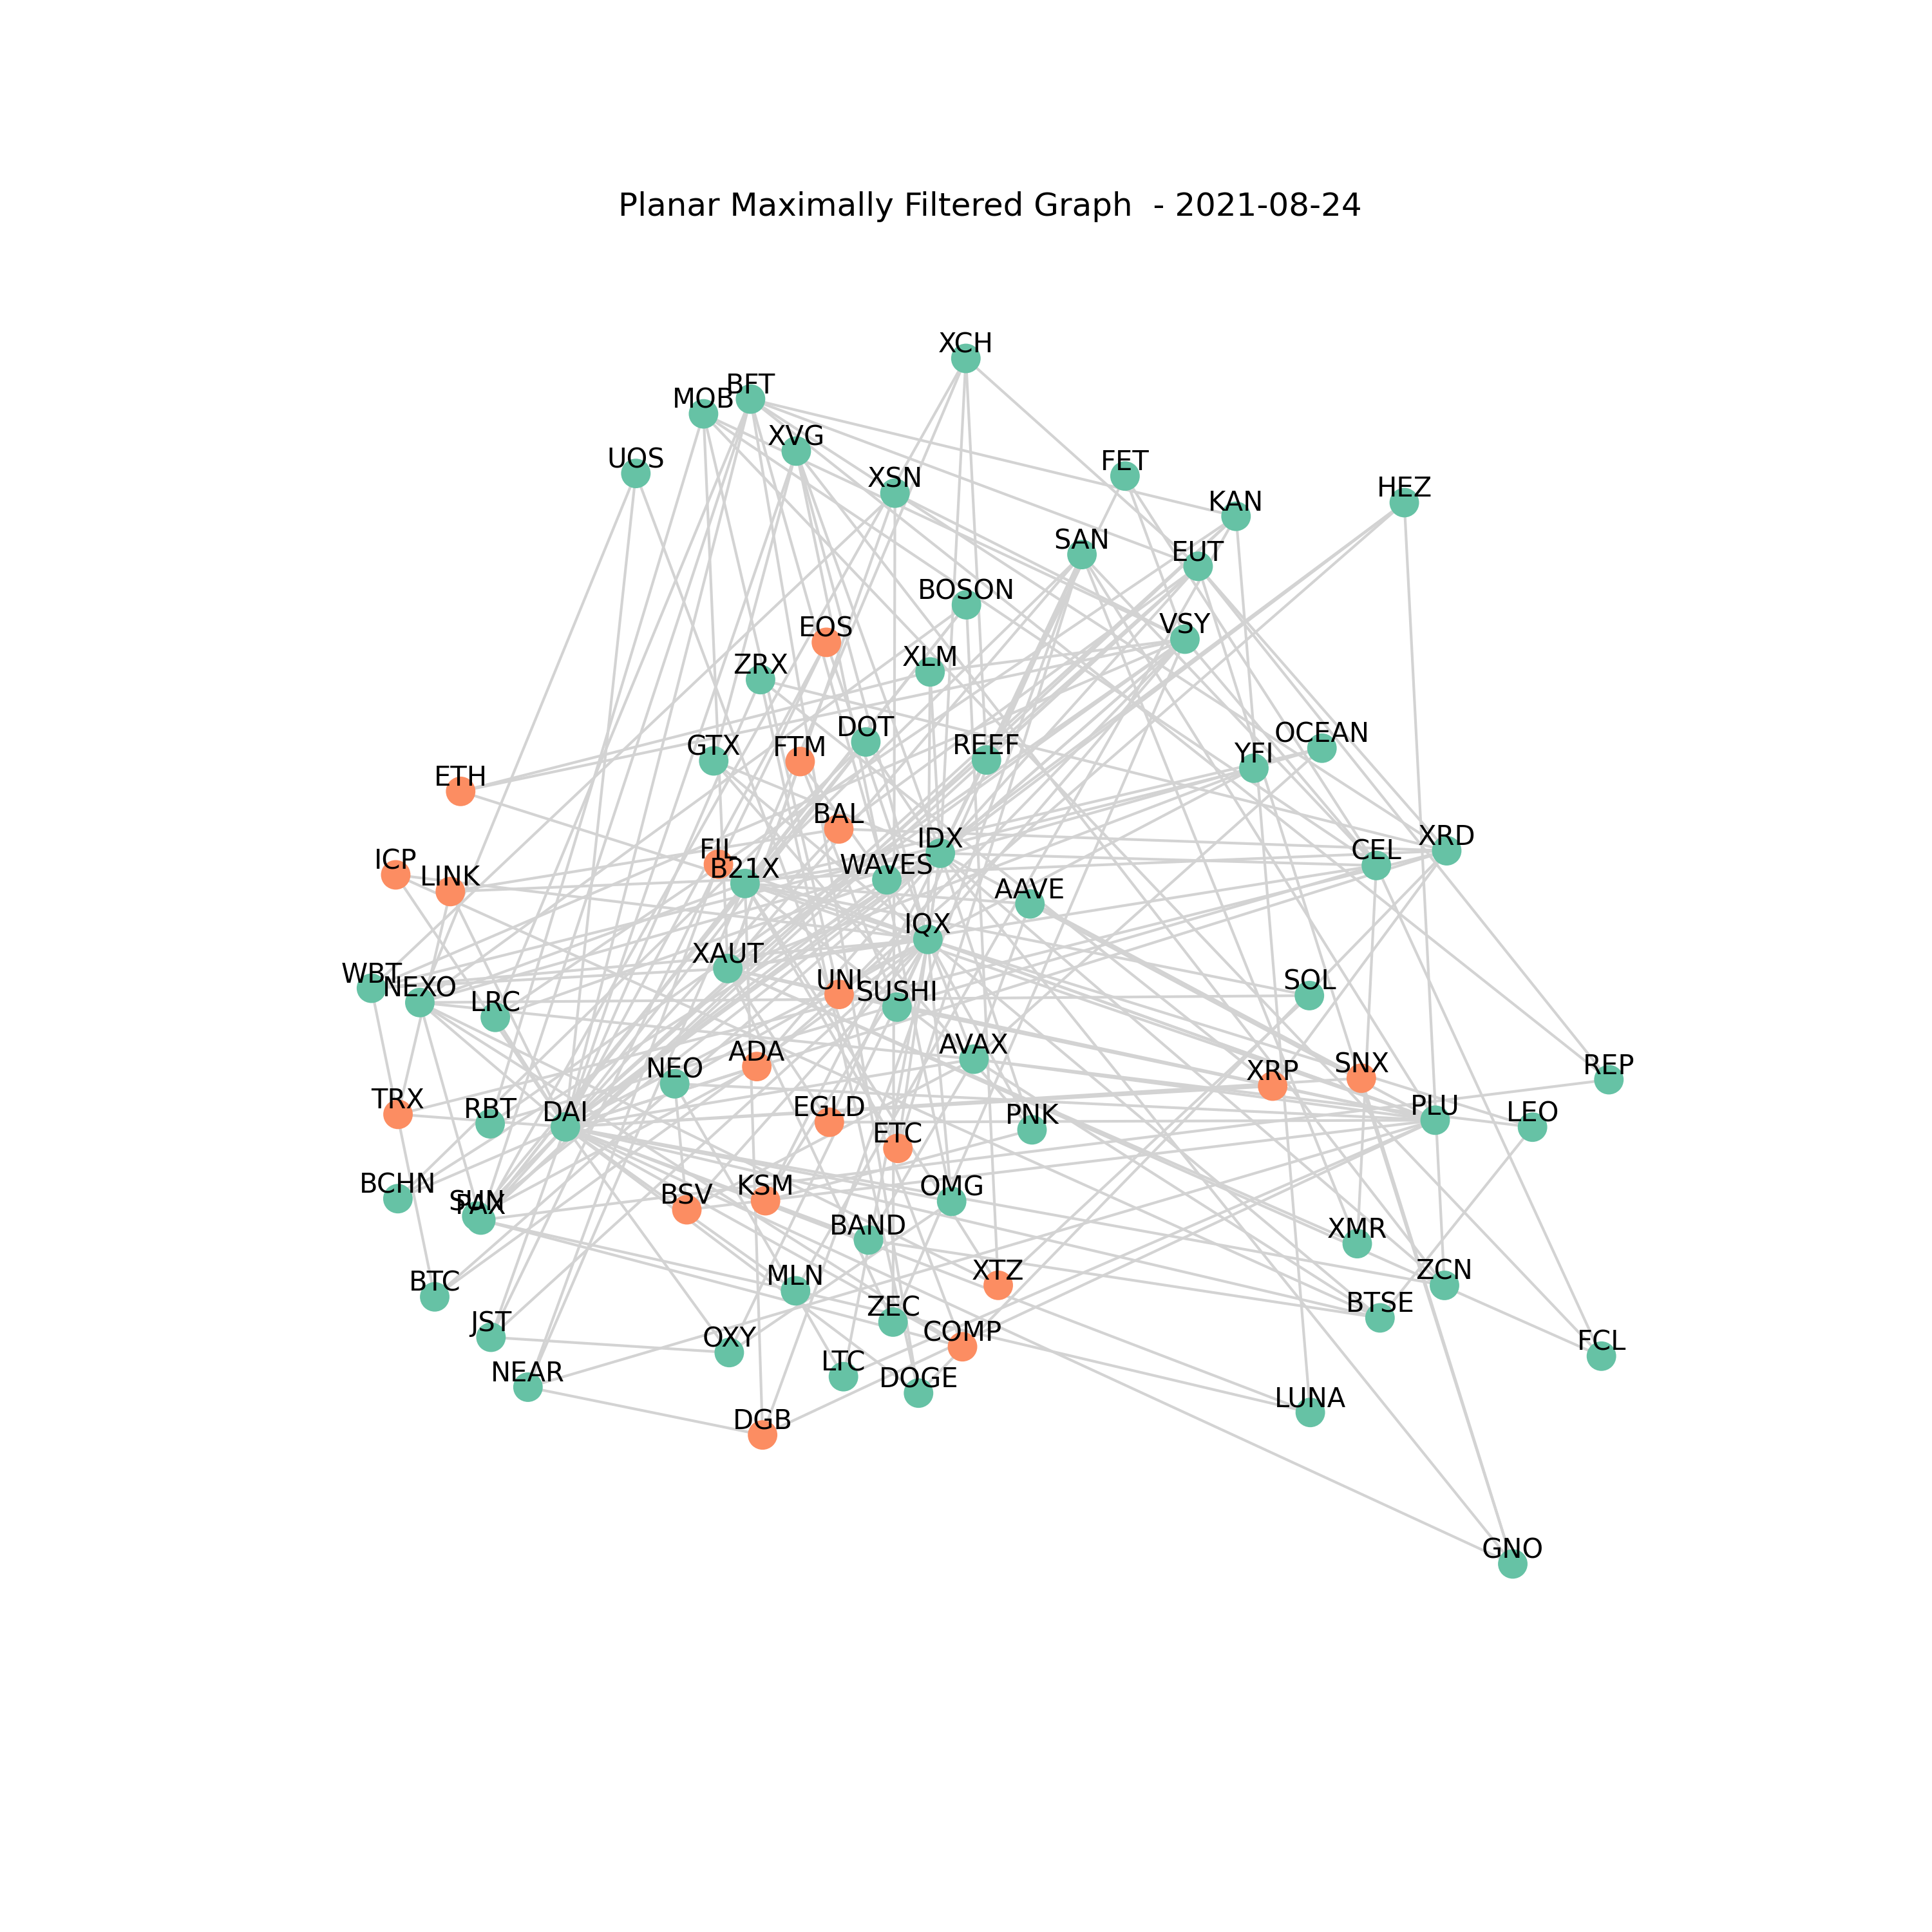 Planar Maximally Filtered Graph  - 2021-08-24
XCH
BFT
MOB
XVG
UOS
FET
XSN
HEZ
KAN
SAN
EUT
BOSON
EOS
VSY
XLM
ZRX
DOT
OCEAN
GTX
FTM
REEF
YFI
ETH
BAL
IDX
XRD
FIL
CEL
ICP
B21X
WAVES
LINK
AAVE
IQX
XAUT
WBT
NEXO
UNI
SUSHI
SOL
LRC
ADA
AVAX
NEO
XRP
SNX
REP
TRX
RBT
DAI
EGLD
PNK
PLU
LEO
ETC
BCHN
SUN
PAX
BSV
KSM
OMG
BAND
XMR
BTC
MLN
XTZ
ZCN
ZEC
BTSE
JST
OXY
COMP
FCL
NEAR
LTC
DOGE
LUNA
DGB
GNO